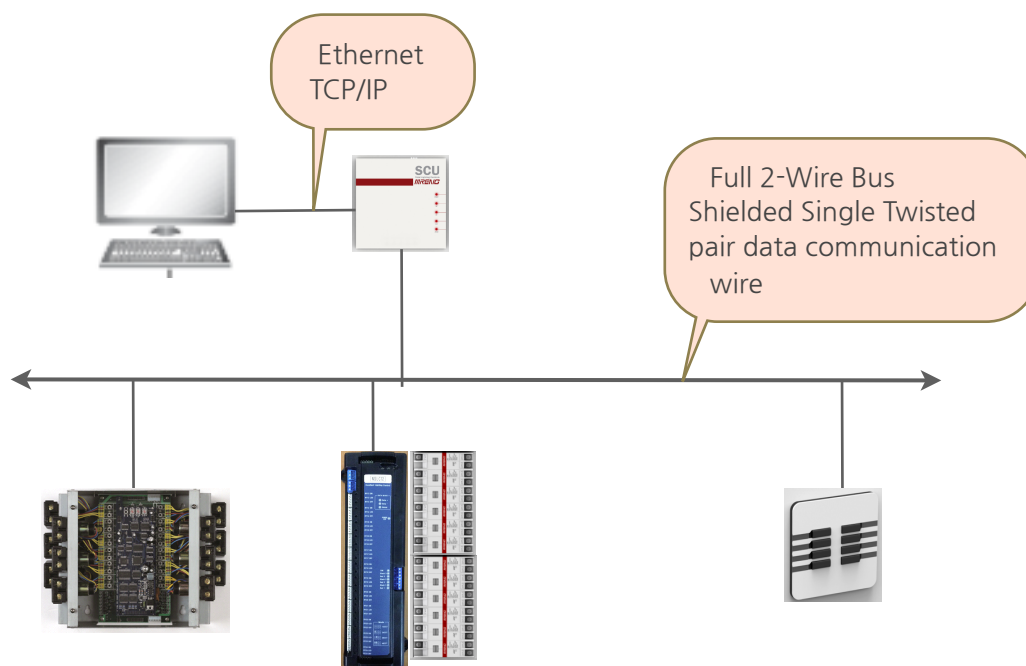 Ethernet
TCP/IP
SCU
Full 2-Wire Bus
Shielded Single Twisted
pair data communication
wire